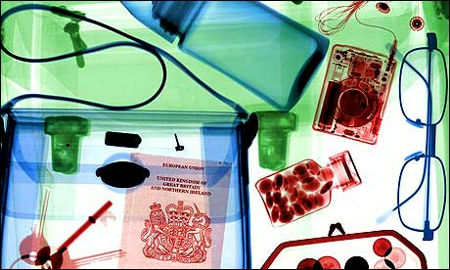 EUROPEAN UNION
UNITED KINGDOM OF
GREAT BRITAIN
AND NORTHERN IRELAND